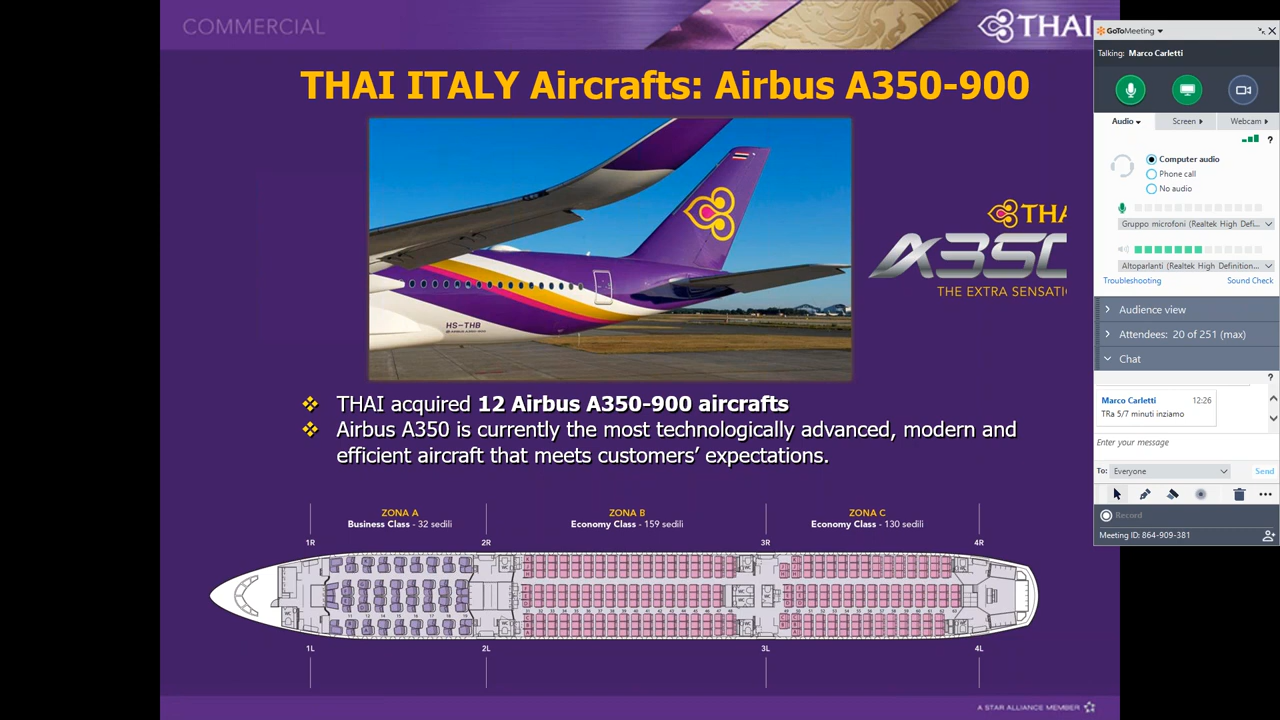 COMMERCIAL
THAI
THAI ITALY Aircrafts: Airbus A350-900
HS-THB
THA
A350
THE EXTRA SENSATI
❖ THAI acquired 12 Airbus A350-900 aircrafts
❖ Airbus A350 is currently the most technologically advanced, modern and
efficient aircraft that meets customers’ expectations.
ZONA A
Business Class - 32 sedili
ZONA B
Economy Class - 159 sedili
ZONA C
Economy Class - 130 sedili
1R 2R 3R 4R
1L 2L 3L 4L
A STAR ALLIANCE MEMBER
GoToMeeting
Talking: Marco Carletti
Audio Screen Webcam
?
Computer audio
Phone call
No audio
Gruppo microfoni (Realtek High Defi...
Altoparlanti (Realtek High Definition...
Troubleshooting Sound Check
Audience view
Attendees: 20 of 251 (max)
Chat
?
Marco Carletti 12:26
TRa 5/7 minuti inziamo
Enter your message
To: Everyone Send
Record
Meeting ID: 864-909-381